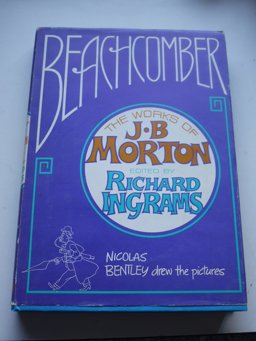 BEACHCOMBER
THE WORKS OF
J·B
MORTON
EDITED BY
RICHARD
INGRAMS
NICOLAS
BENTLEY drew the pictures